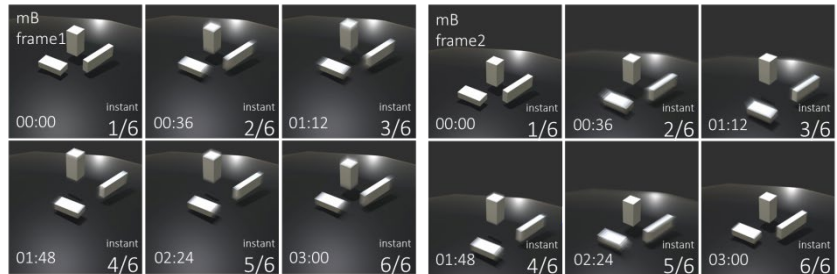 mB
frame1
00:00 instant 1/6
00:36 instant 2/6
01:12 instant 3/6
01:48 instant 4/6
02:24 instant 5/6
03:00 instant 6/6
mB
frame2
00:00 instant 1/6
00:36 instant 2/6
01:12 instant 3/6
01:48 instant 4/6
02:24 instant 5/6
03:00 instant 6/6